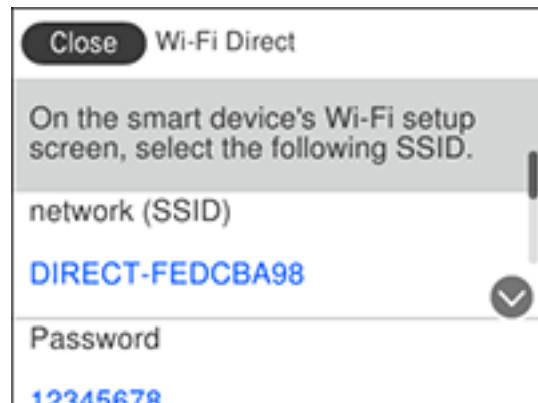 Close Wi-Fi Direct
On the smart device's Wi-Fi setup
screen, select the following SSID.
network (SSID)
DIRECT-FEDCBA98
Password
12345678